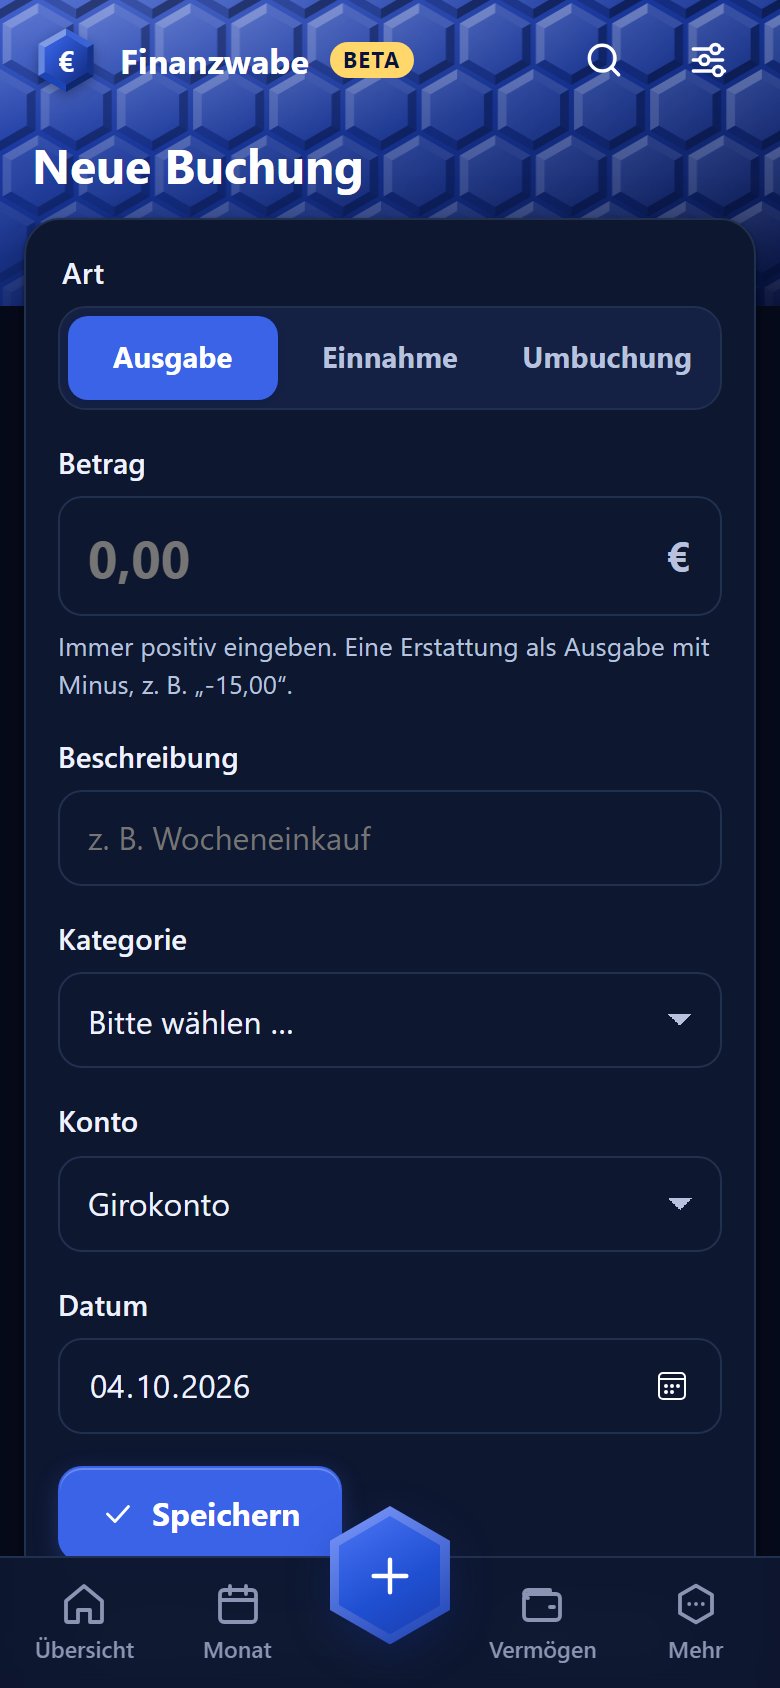 € Finanzwabe BETA
Neue Buchung
Art
Ausgabe Einnahme Umbuchung
Betrag
0,00 €
Immer positiv eingeben. Eine Erstattung als Ausgabe mit
Minus, z. B. „-15,00“.
Beschreibung
z. B. Wocheneinkauf
Kategorie
Bitte wählen ...
Konto
Girokonto
Datum
04.10.2026
Speichern
Übersicht Monat Vermögen Mehr